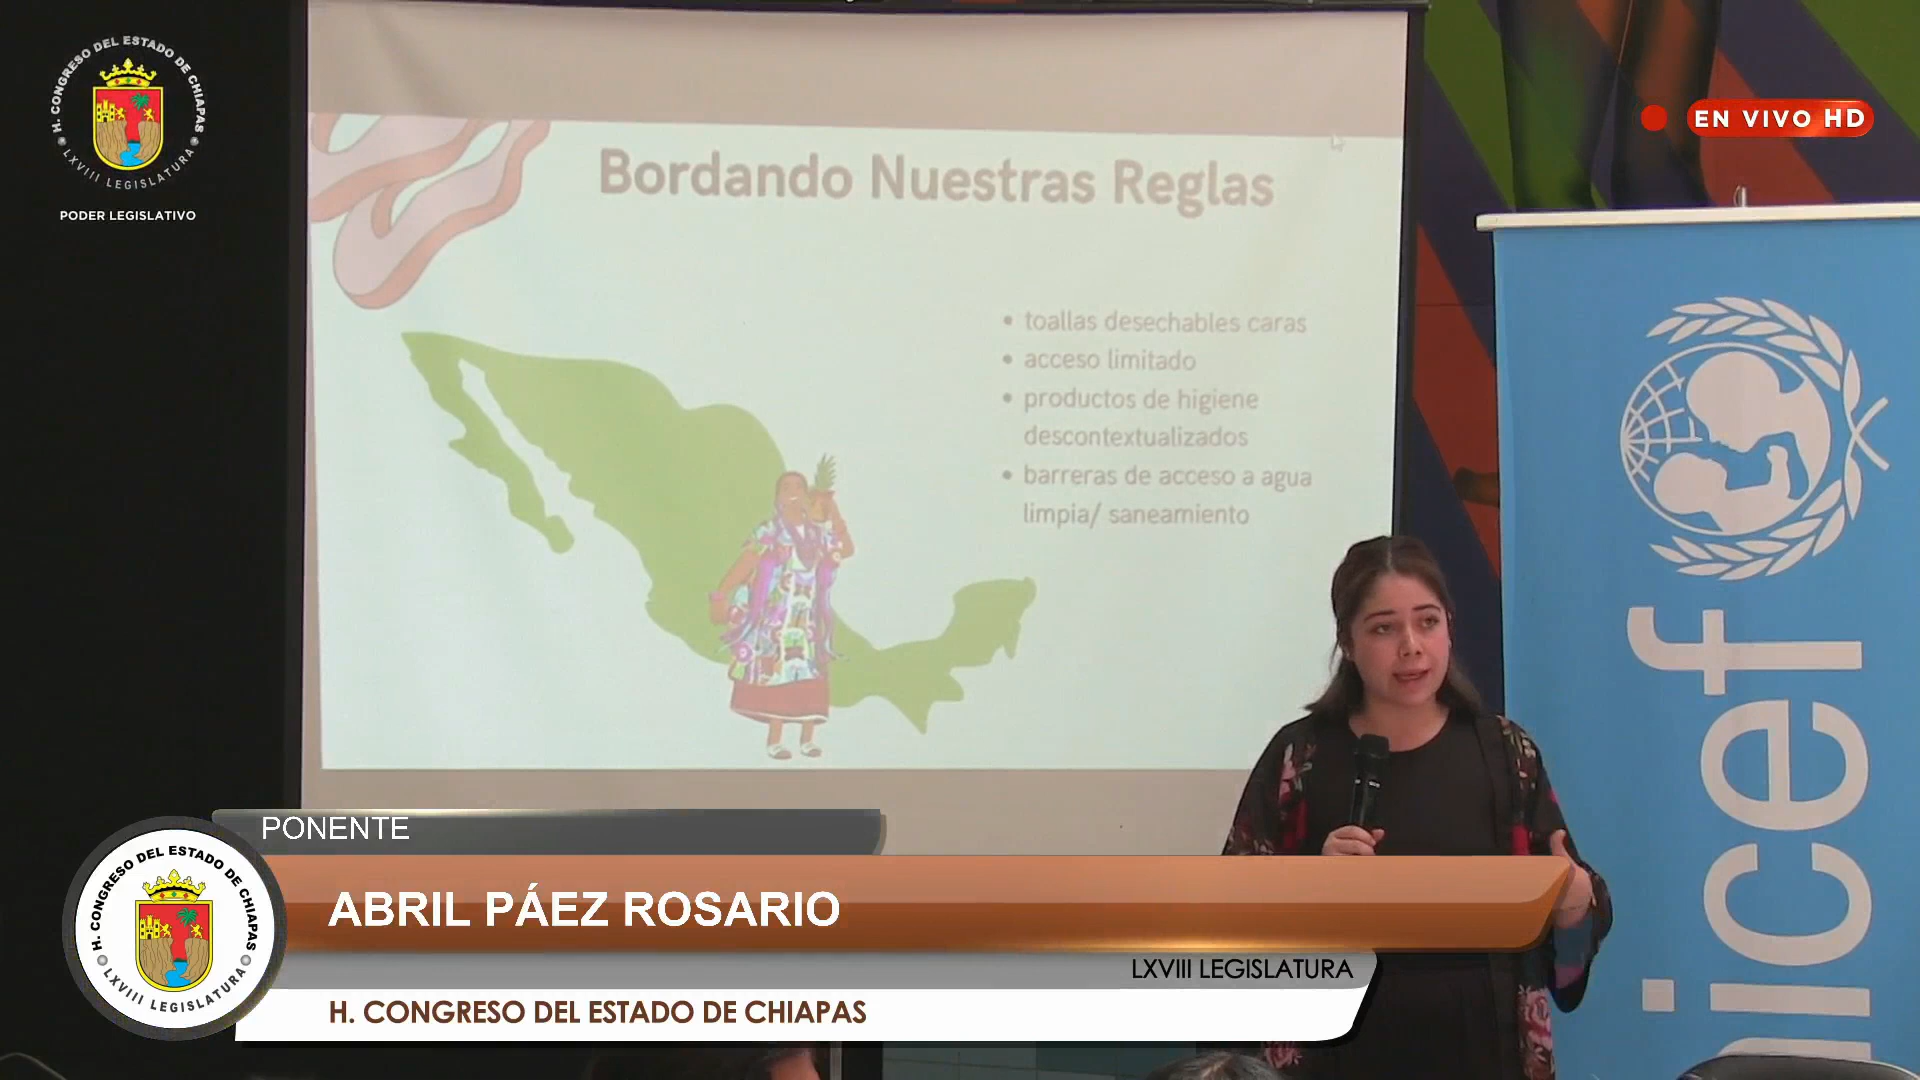 H. CONGRESO DEL ESTADO DE CHIAPAS
LXVIII LEGISLATURA
PODER LEGISLATIVO
EN VIVO HD
Bordando Nuestras Reglas
• toallas desechables caras
• acceso limitado
• productos de higiene
descontextualizados
• barreras de acceso a agua
limpia/ saneamiento
unicef
PONENTE
ABRIL PÁEZ ROSARIO
LXVIII LEGISLATURA
H. CONGRESO DEL ESTADO DE CHIAPAS
H. CONGRESO DEL ESTADO DE CHIAPAS
LXVIII LEGISLATURA